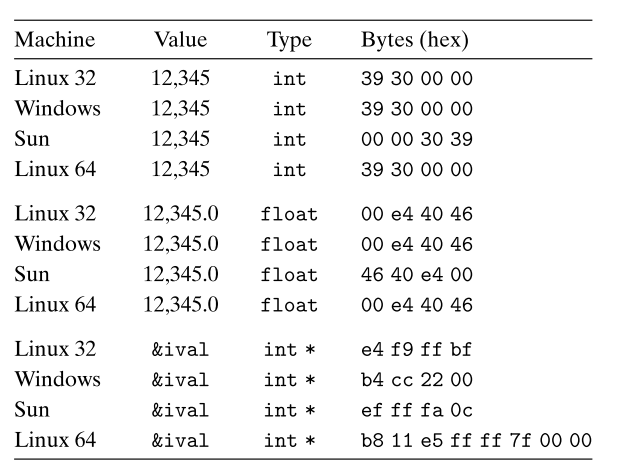 Machine Value Type Bytes (hex)
Linux 32 12,345 int 39 30 00 00
Windows 12,345 int 39 30 00 00
Sun 12,345 int 00 00 30 39
Linux 64 12,345 int 39 30 00 00
Linux 32 12,345.0 float 00 e4 40 46
Windows 12,345.0 float 00 e4 40 46
Sun 12,345.0 float 46 40 e4 00
Linux 64 12,345.0 float 00 e4 40 46
Linux 32 &ival int * e4 f9 ff bf
Windows &ival int * b4 cc 22 00
Sun &ival int * ef ff fa 0c
Linux 64 &ival int * b8 11 e5 ff ff 7f 00 00